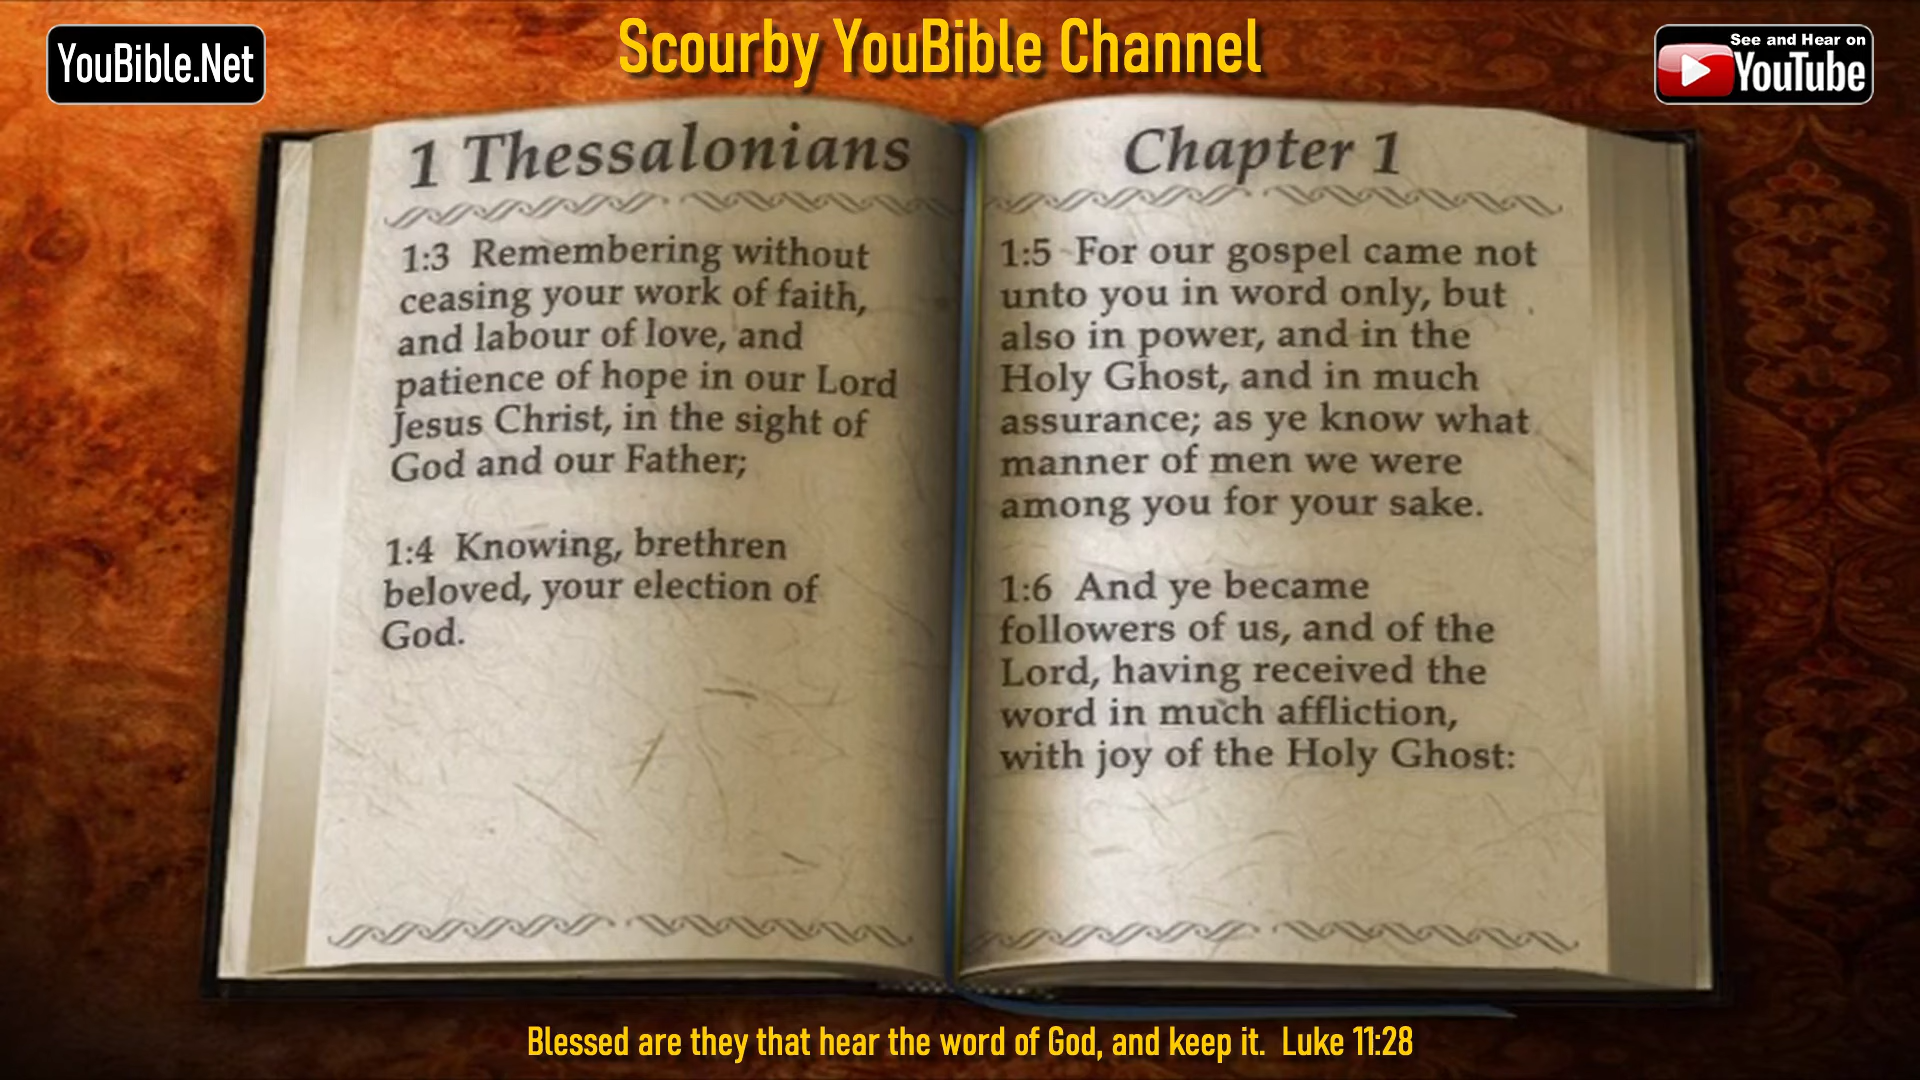 YouBible.Net
Scourby YouBible Channel
See and Hear on
YouTube
1 Thessalonians
1:3 Remembering without
ceasing your work of faith,
and labour of love, and
patience of hope in our Lord
Jesus Christ, in the sight of
God and our Father;
1:4 Knowing, brethren
beloved, your election of
God.
Chapter 1
1:5 For our gospel came not
unto you in word only, but
also in power, and in the
Holy Ghost, and in much
assurance; as ye know what
manner of men we were
among you for your sake.
1:6 And ye became
followers of us, and of the
Lord, having received the
word in much affliction,
with joy of the Holy Ghost:
Blessed are they that hear the word of God, and keep it. Luke 11:28